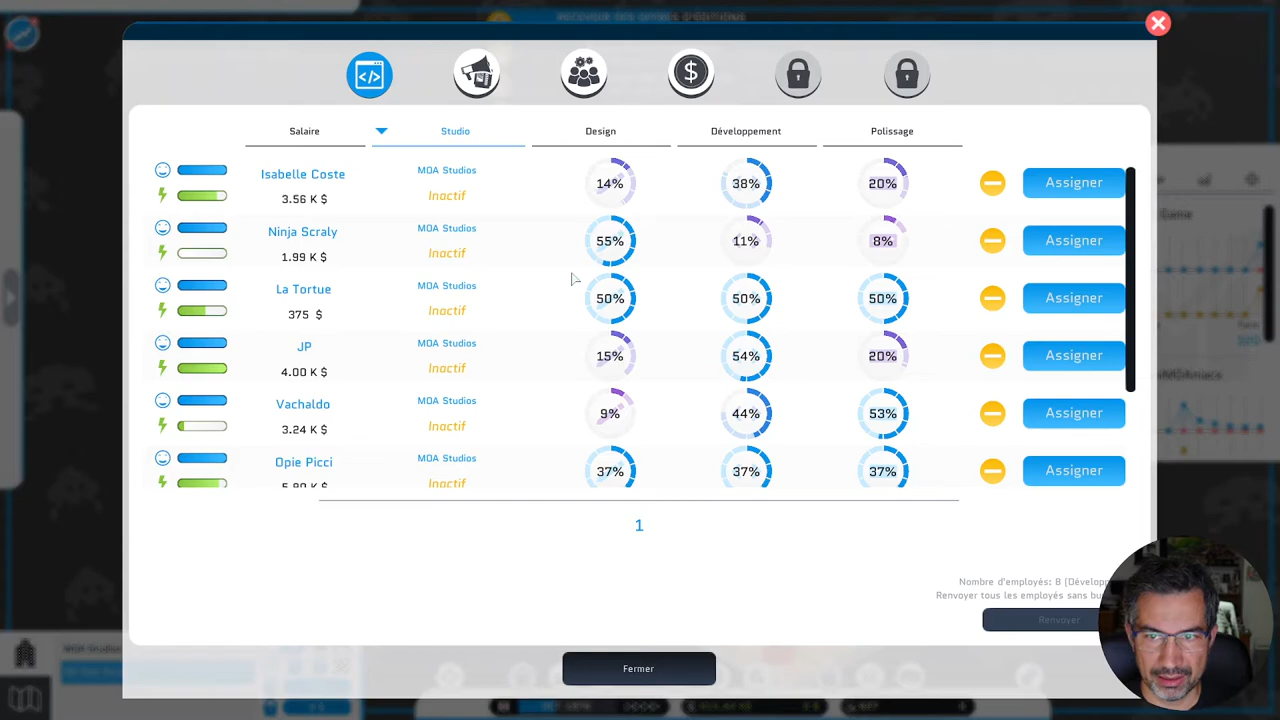 Salaire Studio Design Développement Polissage
Isabelle Coste MOA Studios
3.56 K $ Inactif 14% 38% 20% Assigner
Ninja Scraly MOA Studios
1.99 K $ Inactif 55% 11% 8% Assigner
La Tortue MOA Studios
375 $ Inactif 50% 50% 50% Assigner
JP MOA Studios
4.00 K $ Inactif 15% 54% 20% Assigner
Vachaldo MOA Studios
3.24 K $ Inactif 9% 44% 53% Assigner
Opie Picci MOA Studios
Inactif 37% 37% 37% Assigner
1
Nombre d'employés: 8 (Dévelop
Renvoyer tous les employés sans bu
Renvoyer
Fermer